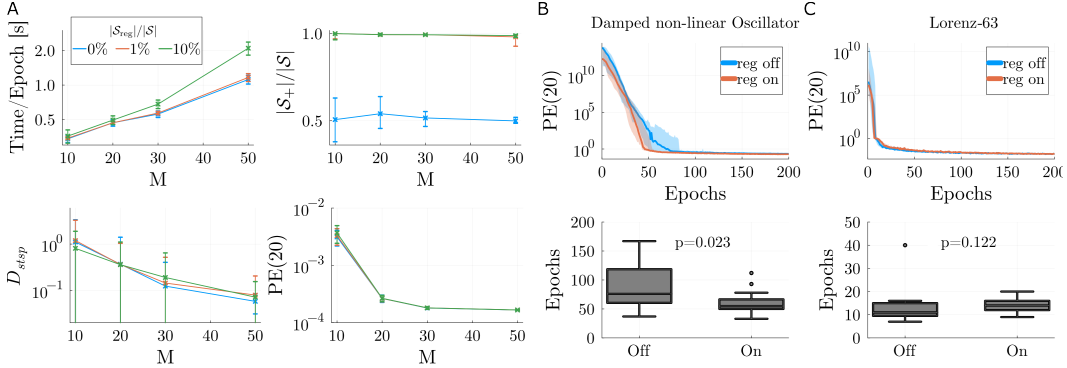 A
|𝒮reg|/|𝒮|
0% 1% 10%
Time/Epoch [s]
2.0
1.0
0.5
10 20 30 40 50
M
|𝒮+|/|𝒮|
1.0
0.5
10 20 30 40 50
M
D_stsp
10^0
10^−1
10 20 30 40 50
M
PE(20)
10^−2
10^−3
10^−4
10 20 30 40 50
M
B
Damped non-linear Oscillator
reg off
reg on
PE(20)
10^10
10^5
10^0
0 50 100 150 200
Epochs
p=0.023
Epochs
200
150
100
50
0
Off On
C
Lorenz-63
reg off
reg on
PE(20)
10^10
10^5
10^0
0 50 100 150 200
Epochs
p=0.122
Epochs
50
40
30
20
10
0
Off On